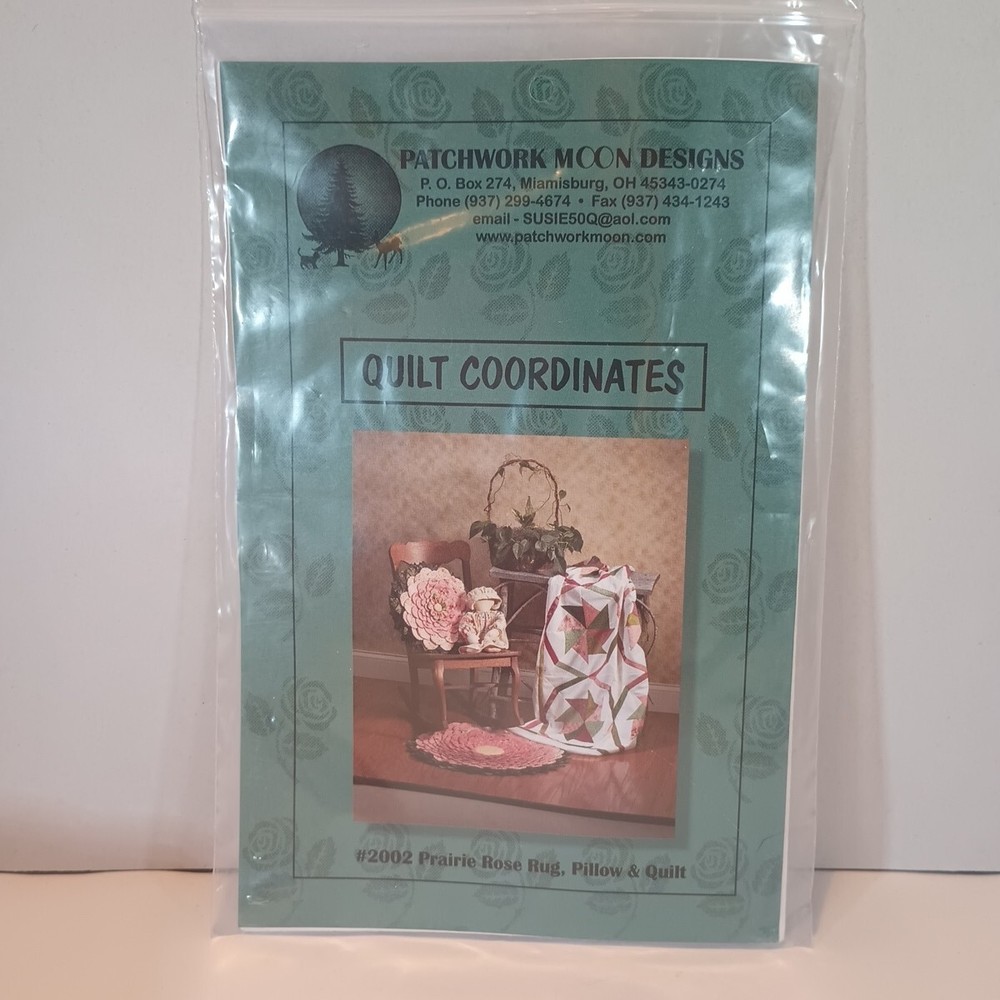 PATCHWORK MOON DESIGNS
P. O. Box 274, Miamisburg, OH 45343-0274
Phone (937) 299-4674 • Fax (937) 434-1243
email - SUSIE50Q@aol.com
www.patchworkmoon.com
QUILT COORDINATES
#2002 Prairie Rose Rug, Pillow & Quilt